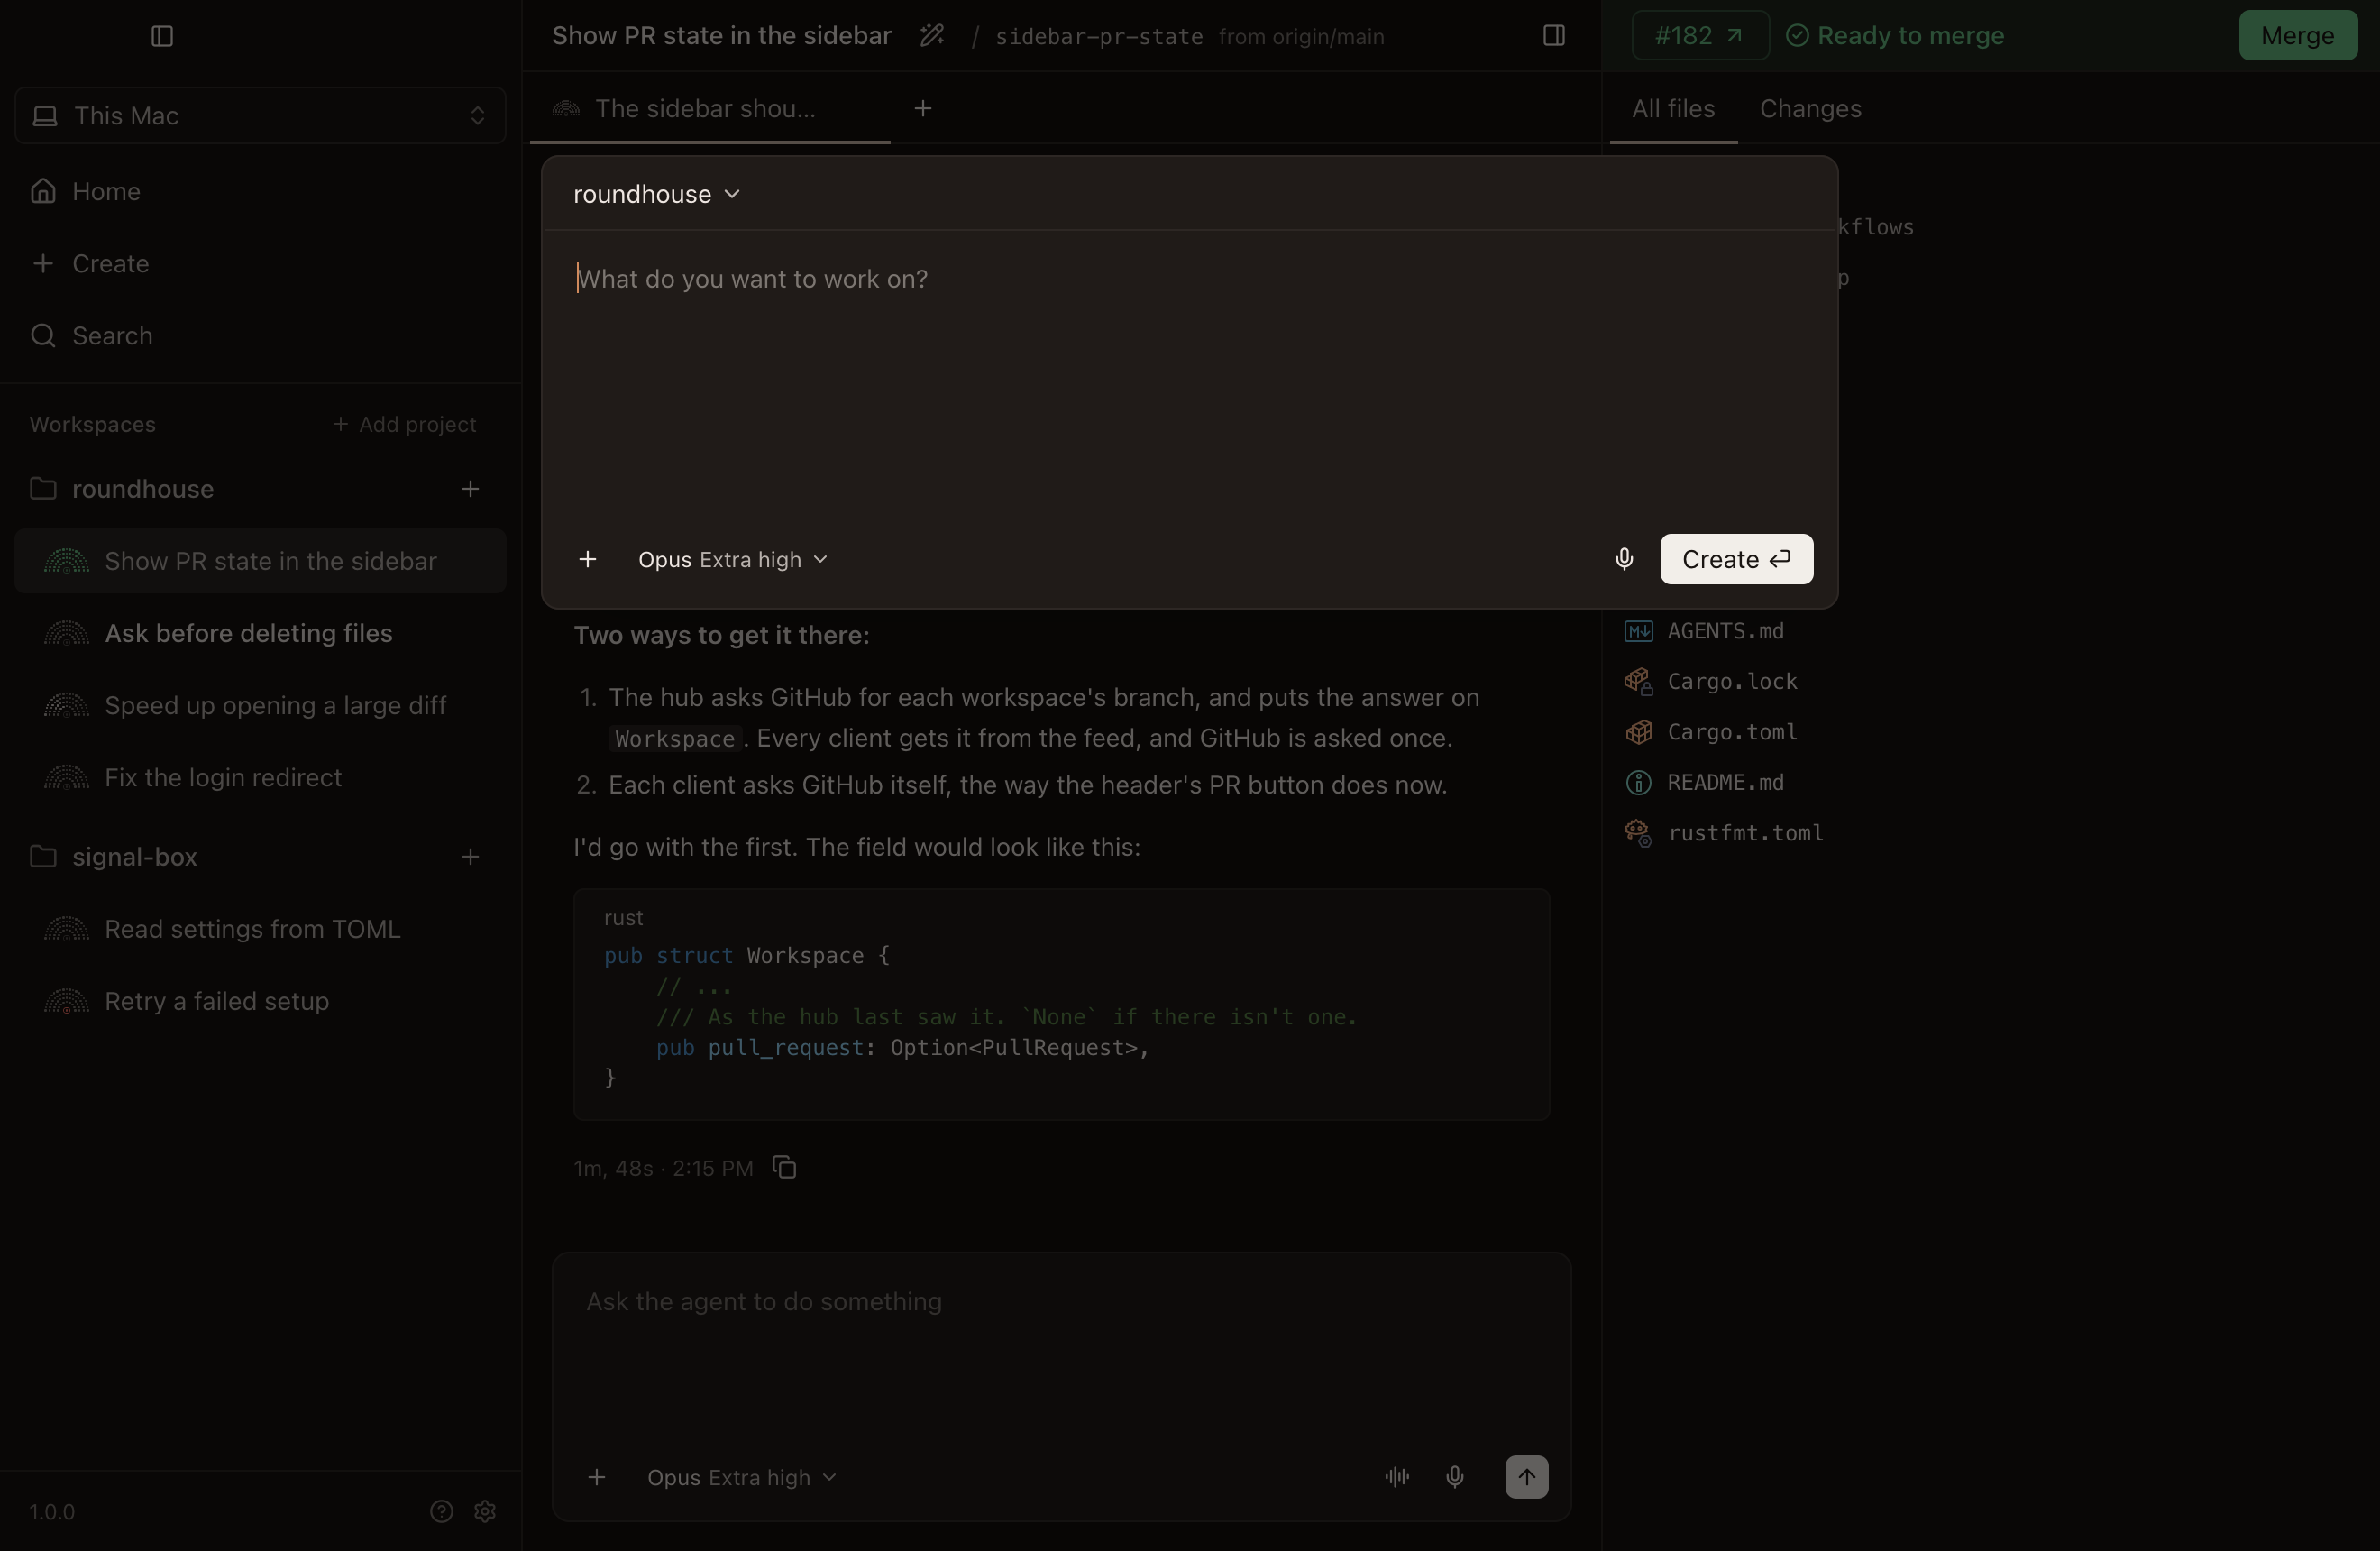 This Mac
Home
Create
Search
Workspaces
Add project
roundhouse
Show PR state in the sidebar
Ask before deleting files
Speed up opening a large diff
Fix the login redirect
signal-box
Read settings from TOML
Retry a failed setup
1.0.0
Show PR state in the sidebar / sidebar-pr-state from origin/main
The sidebar shou...
roundhouse
What do you want to work on?
Opus Extra high
Create
Two ways to get it there:
1. The hub asks GitHub for each workspace's branch, and puts the answer on
Workspace. Every client gets it from the feed, and GitHub is asked once.
2. Each client asks GitHub itself, the way the header's PR button does now.
I'd go with the first. The field would look like this:
rust
pub struct Workspace {
// ...
/// As the hub last saw it. `None` if there isn't one.
pub pull_request: Option<PullRequest>,
}
1m, 48s · 2:15 PM
Ask the agent to do something
Opus Extra high
#182
Ready to merge
Merge
All files
Changes
kflows
p
AGENTS.md
Cargo.lock
Cargo.toml
README.md
rustfmt.toml